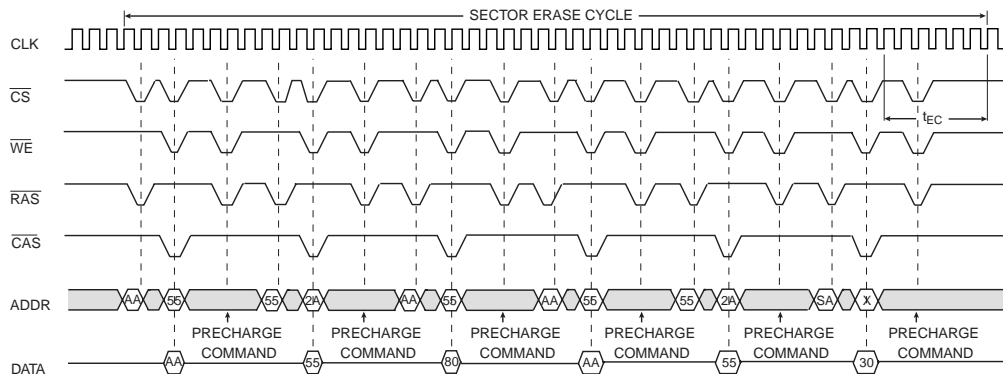 SECTOR ERASE CYCLE
CLK
CS
tEC
WE
RAS
CAS
ADDR AA 55 55 2A AA 55 AA 55 55 2A SA X
PRECHARGE COMMAND
PRECHARGE COMMAND
PRECHARGE COMMAND
PRECHARGE COMMAND
PRECHARGE COMMAND
PRECHARGE COMMAND
DATA AA 55 80 AA 55 30